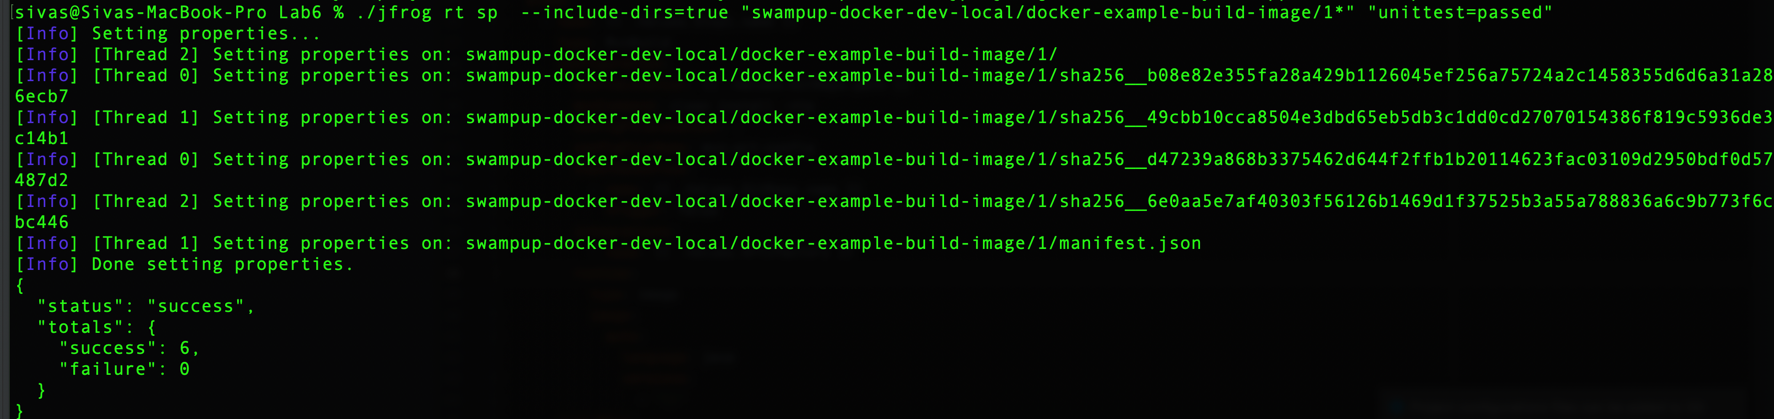 [sivas@Sivas-MacBook-Pro Lab6 % ./jfrog rt sp  --include-dirs=true "swampup-docker-dev-local/docker-example-build-image/1*" "unittest=passed"
[Info] Setting properties...
[Info] [Thread 2] Setting properties on: swampup-docker-dev-local/docker-example-build-image/1/
[Info] [Thread 0] Setting properties on: swampup-docker-dev-local/docker-example-build-image/1/sha256__b08e82e355fa28a429b1126045ef256a75724a2c1458355d6d6a31a28
6ecb7
[Info] [Thread 1] Setting properties on: swampup-docker-dev-local/docker-example-build-image/1/sha256__49cbb10cca8504e3dbd65eb5db3c1dd0cd27070154386f819c5936de3
c14b1
[Info] [Thread 0] Setting properties on: swampup-docker-dev-local/docker-example-build-image/1/sha256__d47239a868b3375462d644f2ffb1b20114623fac03109d2950bdf0d57
487d2
[Info] [Thread 2] Setting properties on: swampup-docker-dev-local/docker-example-build-image/1/sha256__6e0aa5e7af40303f56126b1469d1f37525b3a55a788836a6c9b773f6c
bc446
[Info] [Thread 1] Setting properties on: swampup-docker-dev-local/docker-example-build-image/1/manifest.json
[Info] Done setting properties.
{
  "status": "success",
  "totals": {
    "success": 6,
    "failure": 0
  }
}